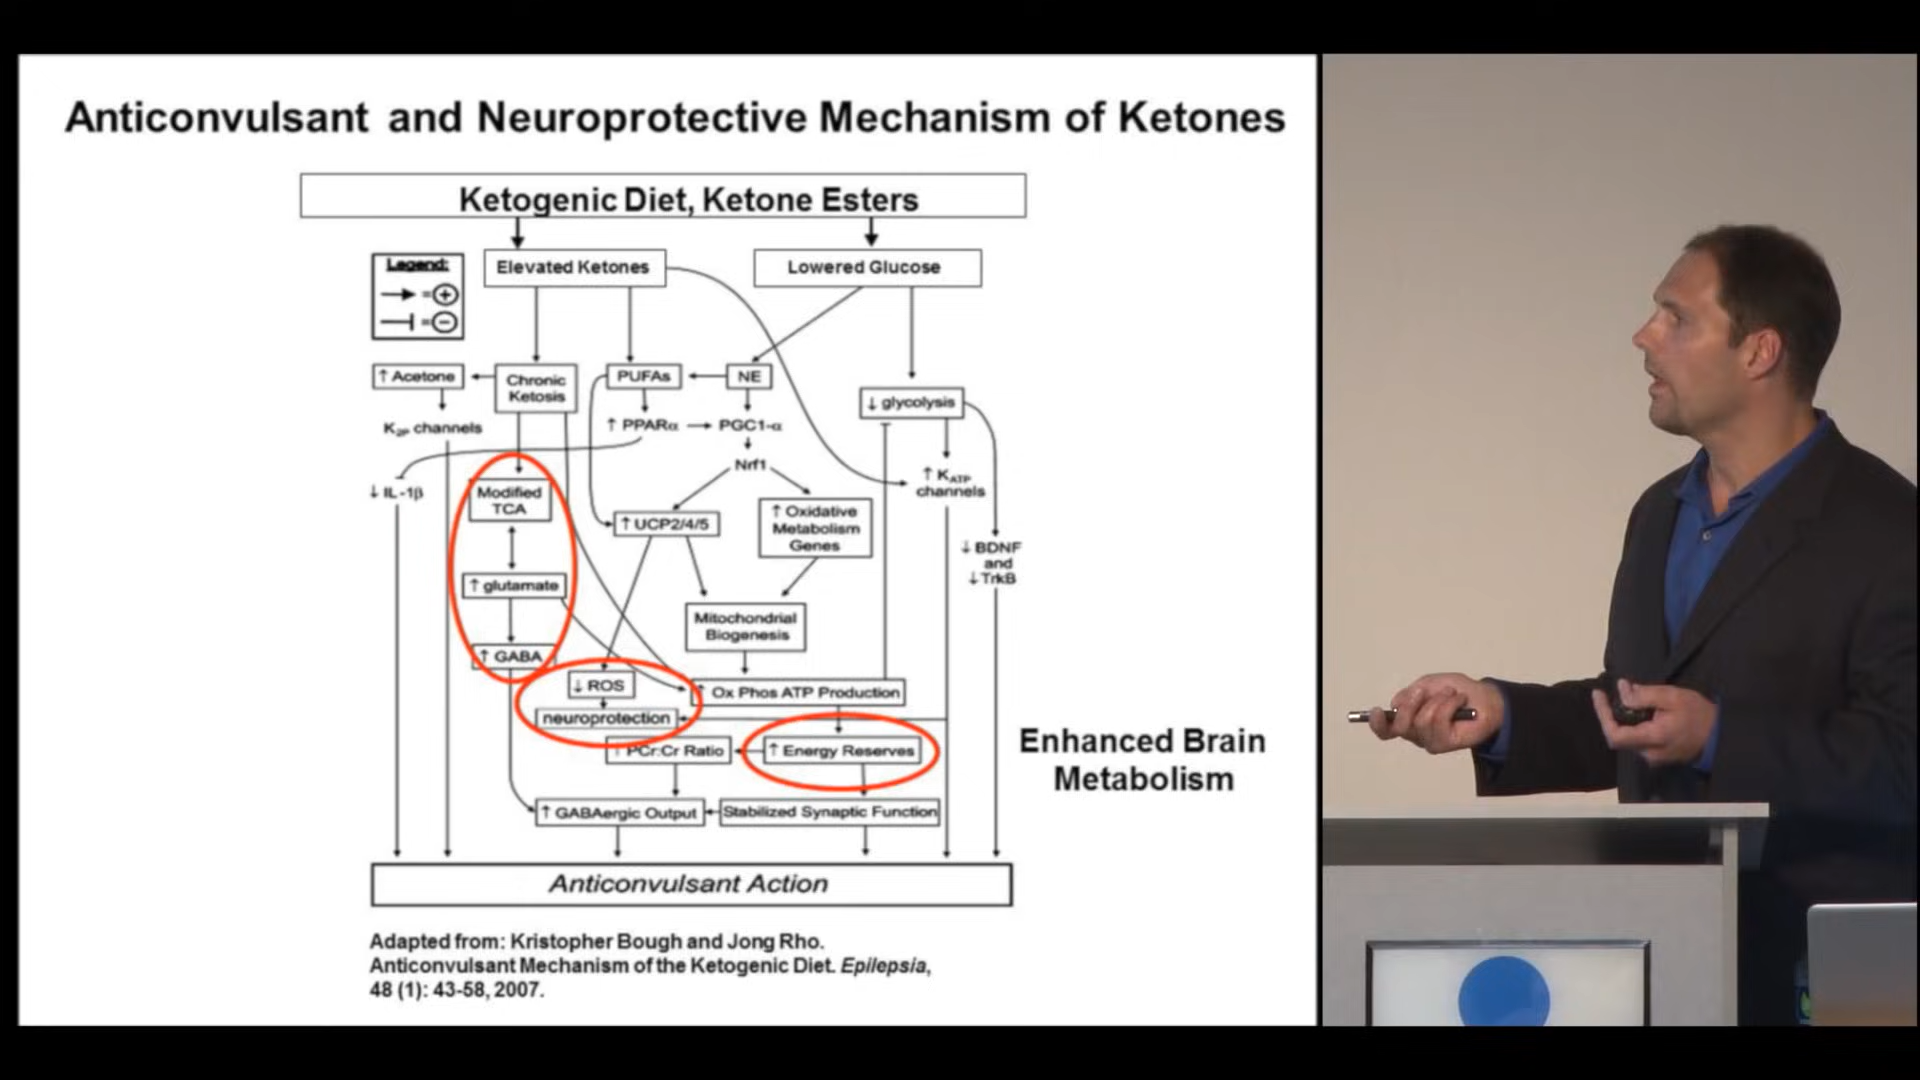 Anticonvulsant and Neuroprotective Mechanism of Ketones
Ketogenic Diet, Ketone Esters
Legend:
=+
=−
Elevated Ketones
Lowered Glucose
↑ Acetone
Chronic
Ketosis
PUFAs
NE
↓ glycolysis
K2P channels
↑ PPARα
PGC1-α
Nrf1
↓ IL-1β
Modified
TCA
↑ UCP2/4/5
↑ Oxidative
Metabolism
Genes
↑ KATP
channels
↓ BDNF
and
↓ TrkB
↑ glutamate
Mitochondrial
Biogenesis
↑ GABA
↓ ROS
↑ Ox Phos ATP Production
neuroprotection
↑ PCr:Cr Ratio
↑ Energy Reserves
Enhanced Brain
Metabolism
↑ GABAergic Output
Stabilized Synaptic Function
Anticonvulsant Action
Adapted from: Kristopher Bough and Jong Rho.
Anticonvulsant Mechanism of the Ketogenic Diet. Epilepsia,
48 (1): 43-58, 2007.